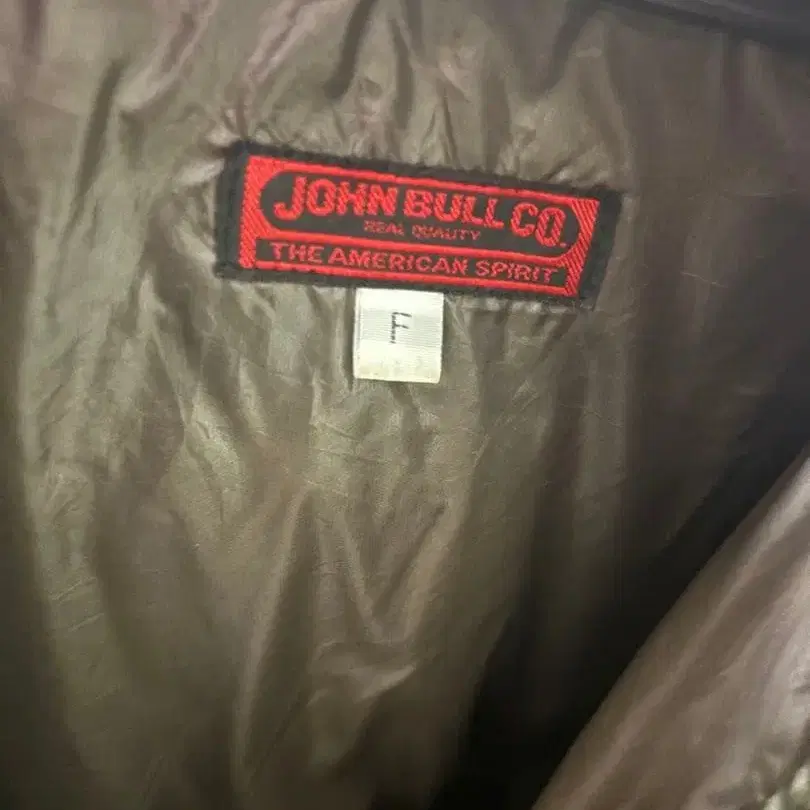 JOHN BULL CO.
REAL QUALITY
THE AMERICAN SPIRIT
F